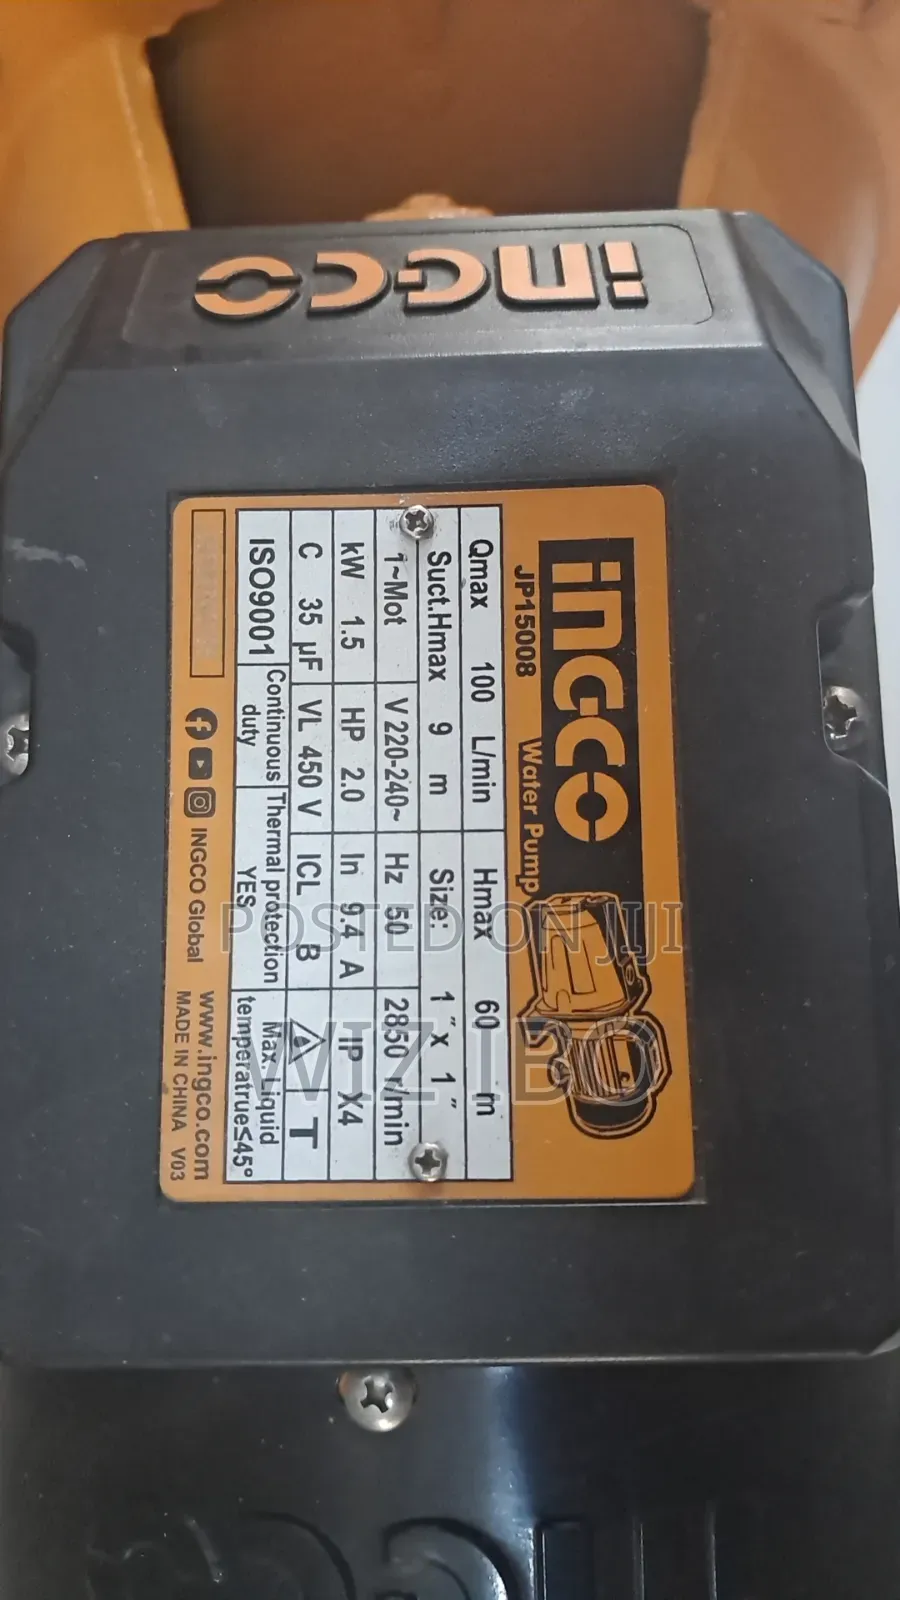 INGCO
INGCO
JP15008 Water Pump
Qmax 100 L/min Hmax 60 m
Suct.Hmax 9 m Size: 1" x 1"
1~Mot V 220-240~ Hz 50 2850 r/min
kW 1.5 HP 2.0 In 9.4 A IP X4
C 35 µF VL 450 V ICL B T
ISO9001 Continuous duty Thermal protection YES Max. Liquid temperatrue≤45°
INGCO Global www.ingco.com
MADE IN CHINA V03
POSTED ON JIJI
WIZ IBO